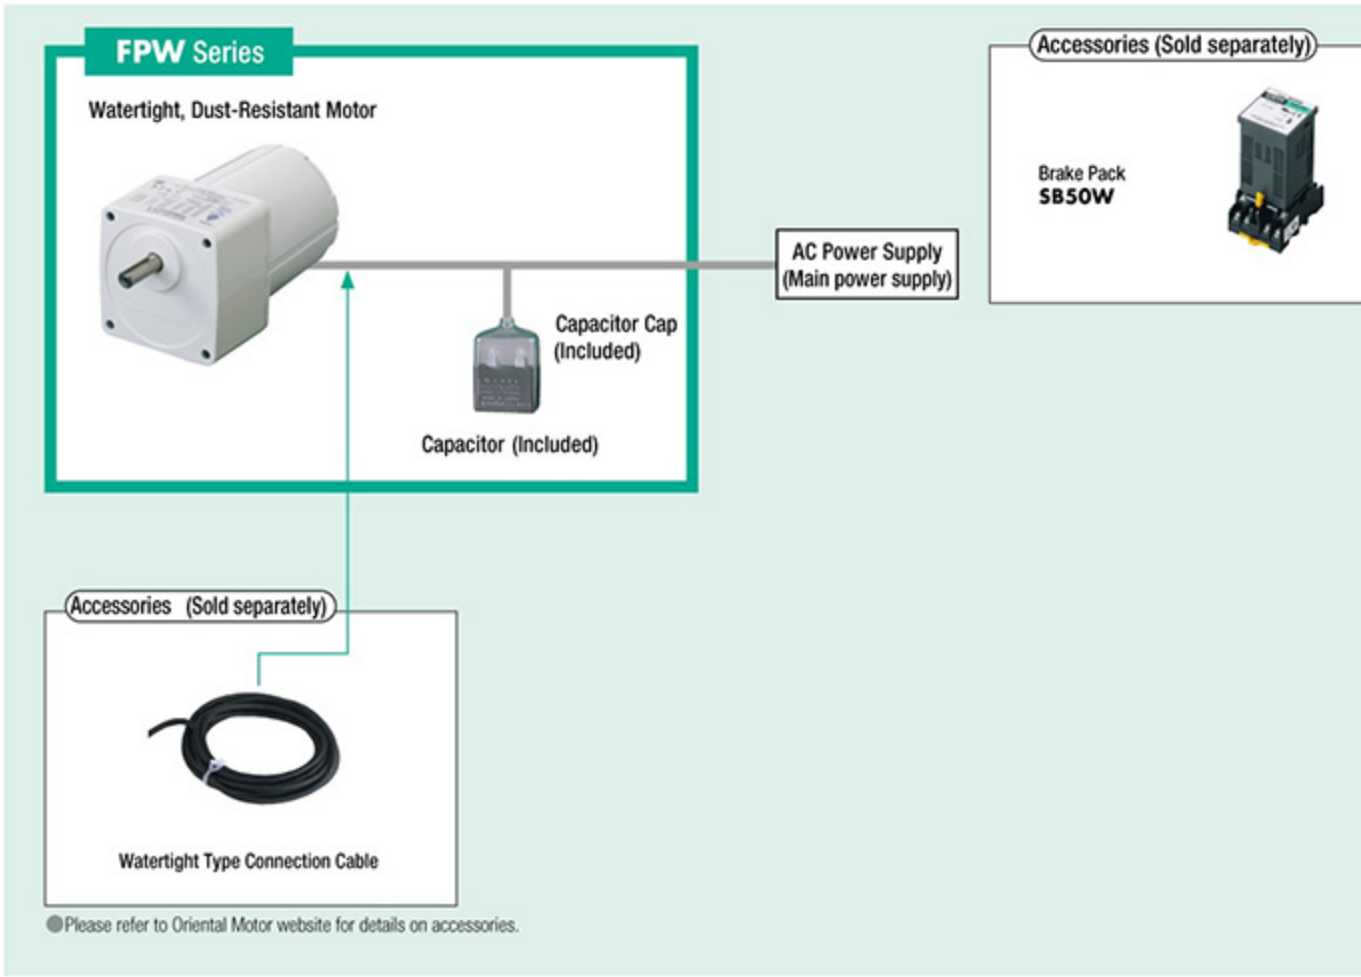 FPW Series
Watertight, Dust-Resistant Motor
Capacitor Cap
(Included)
Capacitor (Included)
AC Power Supply
(Main power supply)
Accessories (Sold separately)
Brake Pack
SB50W
Accessories (Sold separately)
Watertight Type Connection Cable
●Please refer to Oriental Motor website for details on accessories.